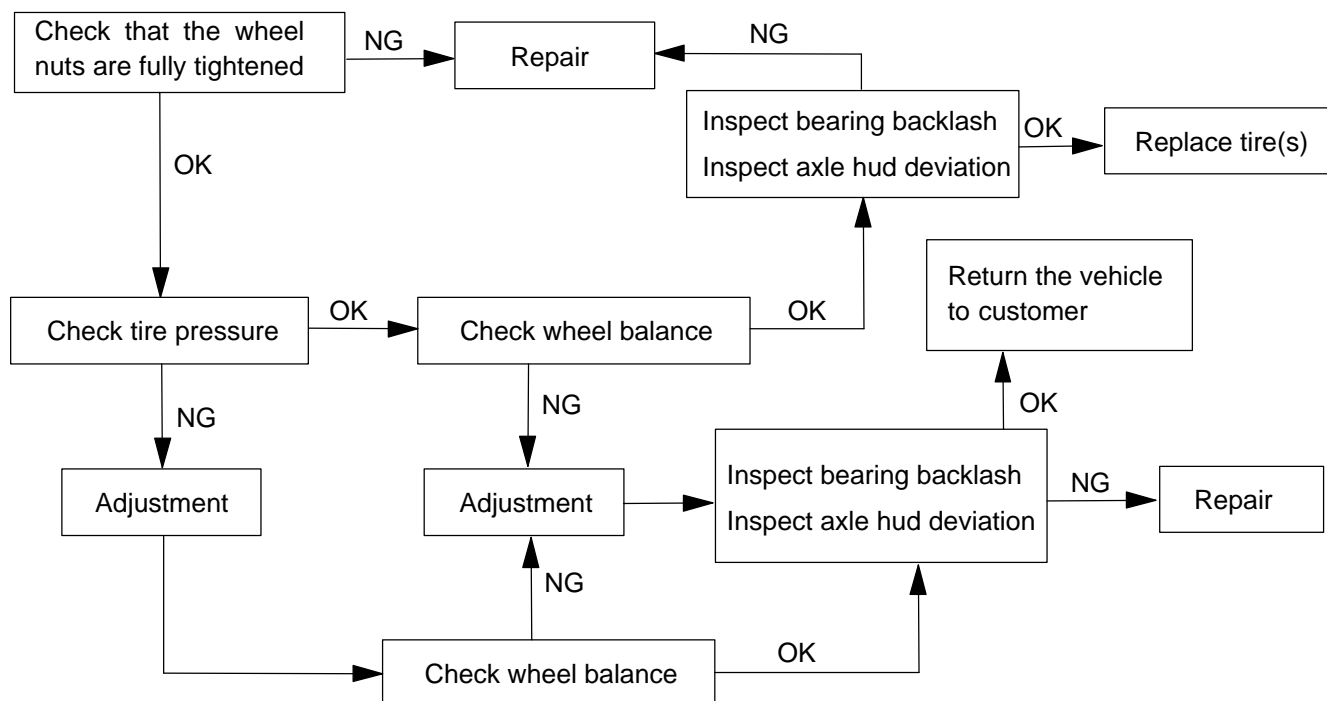 Check that the wheel
nuts are fully tightened
NG
Repair
NG
Inspect bearing backlash
Inspect axle hud deviation
OK
Replace tire(s)
OK
Return the vehicle
to customer
Check tire pressure
OK
Check wheel balance
OK
NG
NG
OK
Adjustment
Adjustment
Inspect bearing backlash
Inspect axle hud deviation
NG
Repair
NG
Check wheel balance
OK